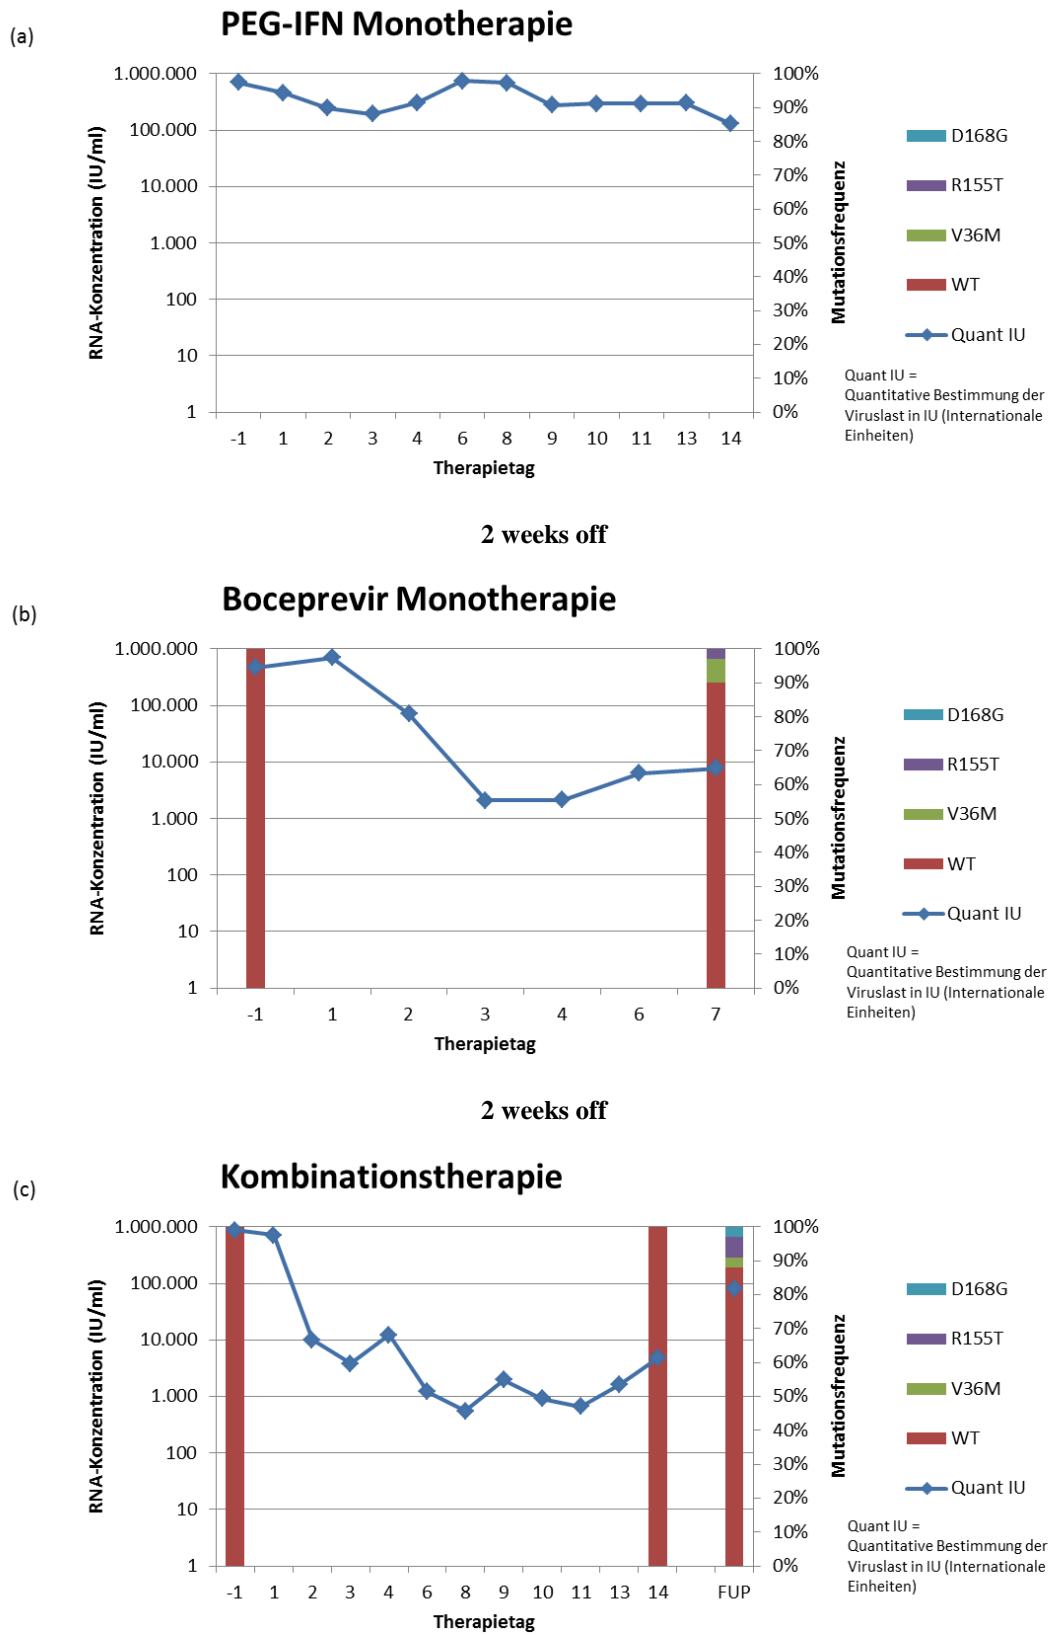 (a)
PEG-IFN Monotherapie
RNA-Konzentration (IU/ml)
1.000.000
100.000
10.000
1.000
100
10
1
100%
90%
80%
70%
60%
50%
40%
30%
20%
10%
0%
Mutationsfrequenz
-1 1 2 3 4 6 8 9 10 11 13 14
Therapietag
D168G
R155T
V36M
WT
Quant IU
Quant IU =
Quantitative Bestimmung der
Viruslast in IU (Internationale
Einheiten)
2 weeks off
(b)
Boceprevir Monotherapie
RNA-Konzentration (IU/ml)
1.000.000
100.000
10.000
1.000
100
10
1
100%
90%
80%
70%
60%
50%
40%
30%
20%
10%
0%
Mutationsfrequenz
-1 1 2 3 4 6 7
Therapietag
D168G
R155T
V36M
WT
Quant IU
Quant IU =
Quantitative Bestimmung der
Viruslast in IU (Internationale
Einheiten)
2 weeks off
(c)
Kombinationstherapie
RNA-Konzentration (IU/ml)
1.000.000
100.000
10.000
1.000
100
10
1
100%
90%
80%
70%
60%
50%
40%
30%
20%
10%
0%
Mutationsfrequenz
-1 1 2 3 4 6 8 9 10 11 13 14 FUP
Therapietag
D168G
R155T
V36M
WT
Quant IU
Quant IU =
Quantitative Bestimmung der
Viruslast in IU (Internationale
Einheiten)